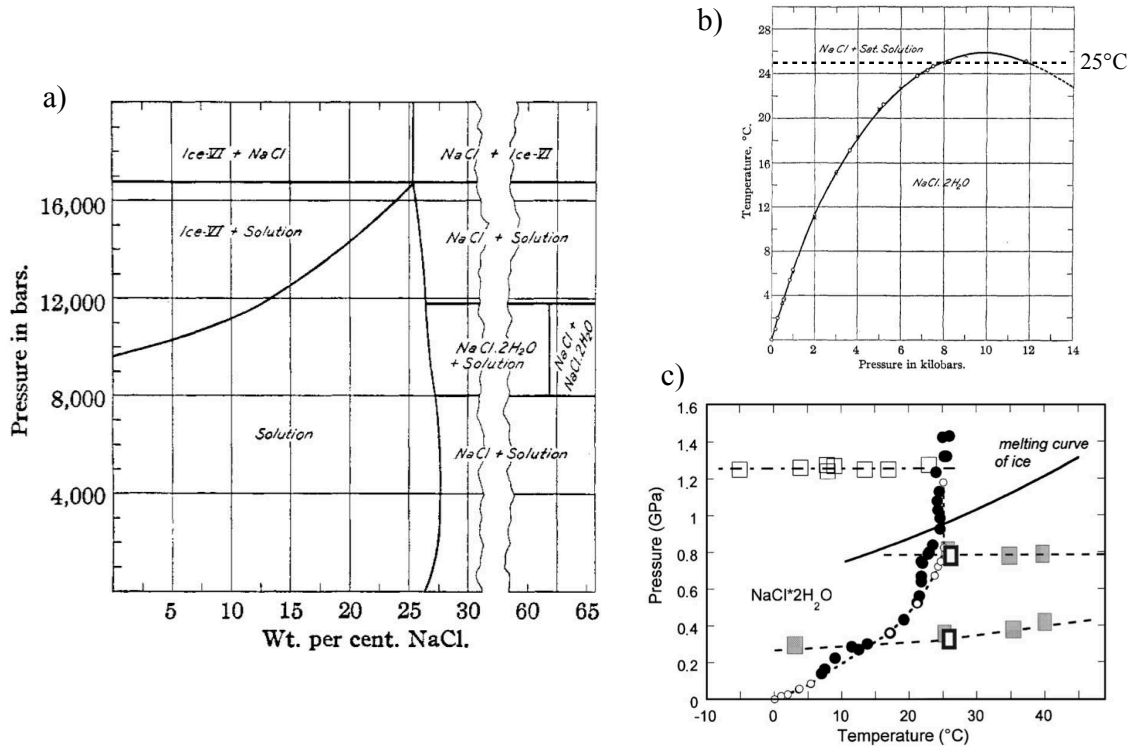 a)
Ice-VI + NaCl
NaCl + Ice-VI
16,000
Ice-VI + Solution
NaCl + Solution
12,000
NaCl.2H₂O
+ Solution
NaCl +
NaCl.2H₂O
8,000
Solution
NaCl + Solution
4,000
Pressure in bars.
5 10 15 20 25 30 60 65
Wt. per cent. NaCl.
b)
28
NaCl + Sat. Solution
24
25°C
20
16
NaCl.2H₂O
12
8
4
Temperature, °C.
0 2 4 6 8 10 12 14
Pressure in kilobars.
c)
1.6
melting curve
of ice
1.4
1.2
1.0
0.8
0.6
NaCl*2H₂O
0.4
0.2
0
Pressure (GPa)
-10 0 10 20 30 40
Temperature (°C)